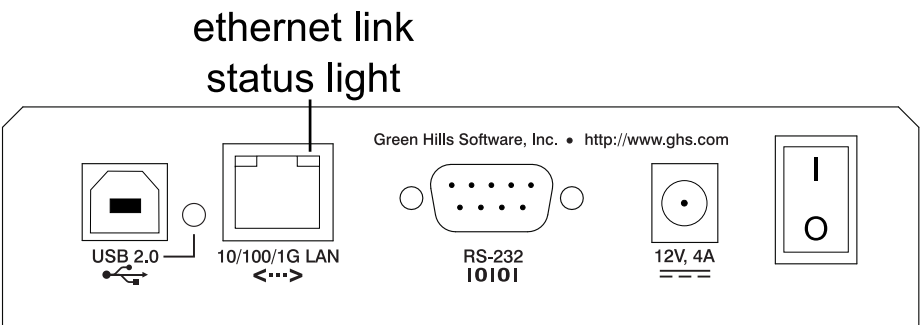 ethernet link
status light
Green Hills Software, Inc. • http://www.ghs.com
USB 2.0
10/100/1G LAN
<···>
RS-232
IOIOI
12V, 4A
I
O